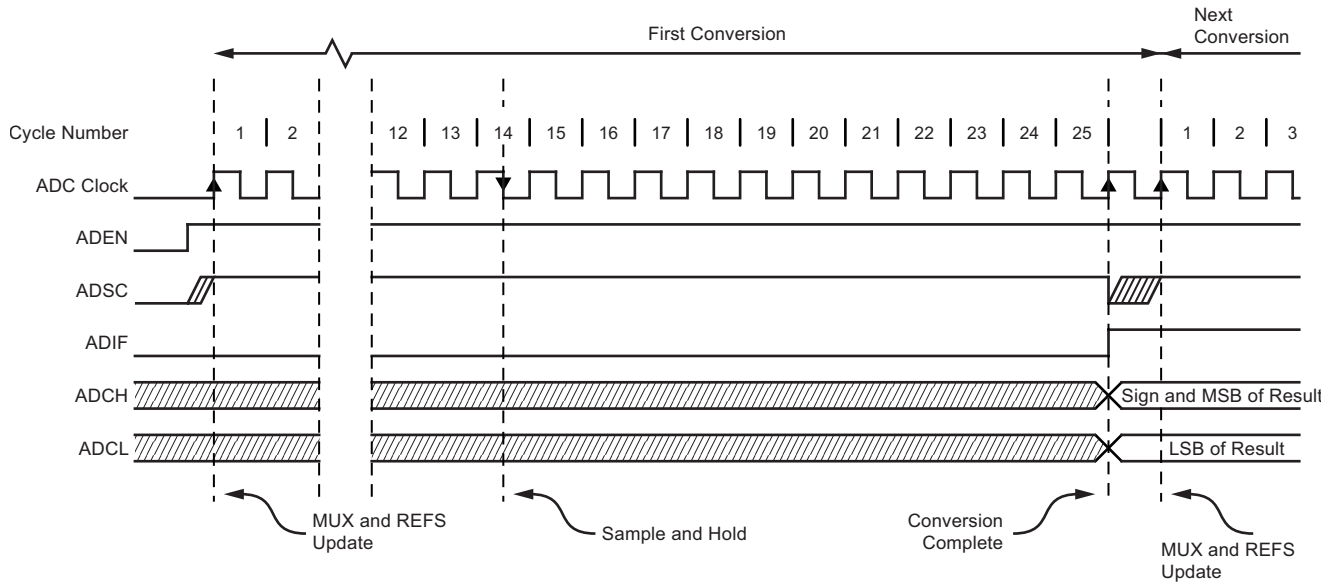 First Conversion
Next
Conversion
Cycle Number 1 2 12 13 14 15 16 17 18 19 20 21 22 23 24 25 1 2 3
ADC Clock
ADEN
ADSC
ADIF
ADCH Sign and MSB of Result
ADCL LSB of Result
MUX and REFS
Update
Sample and Hold
Conversion
Complete
MUX and REFS
Update